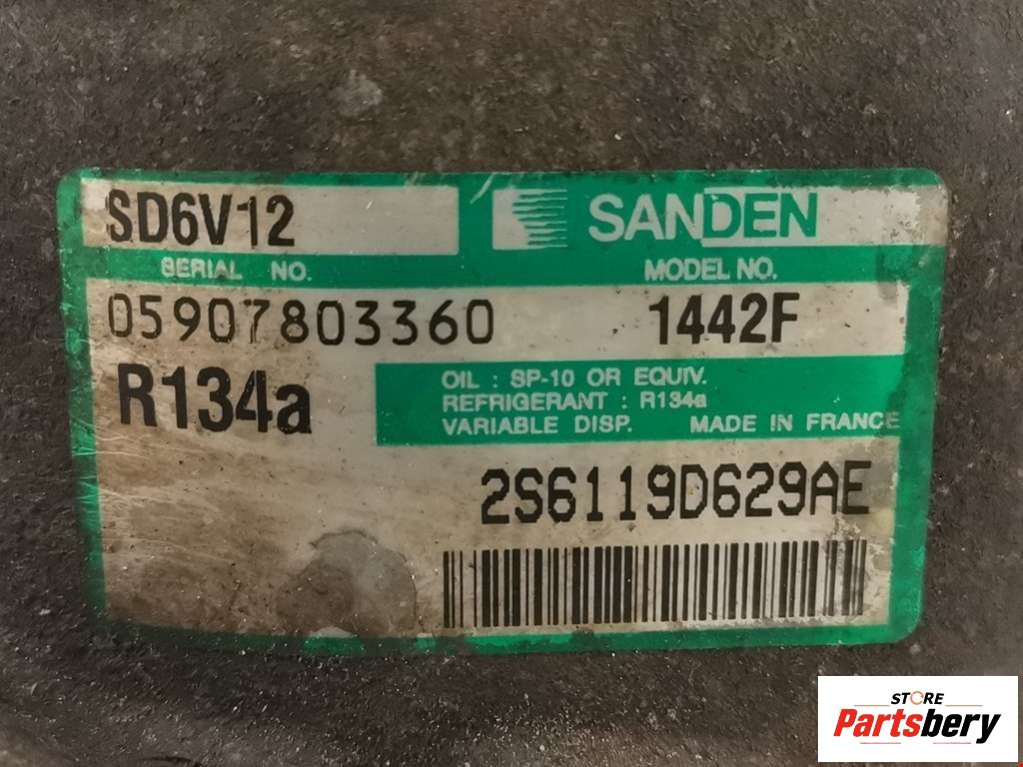 SD6V12
SANDEN
SERIAL NO.
MODEL NO.
05907803360
1442F
R134a
OIL : SP-10 OR EQUIV.
REFRIGERANT : R134a
VARIABLE DISP. MADE IN FRANCE
2S6119D629AE
STORE
Partsbery